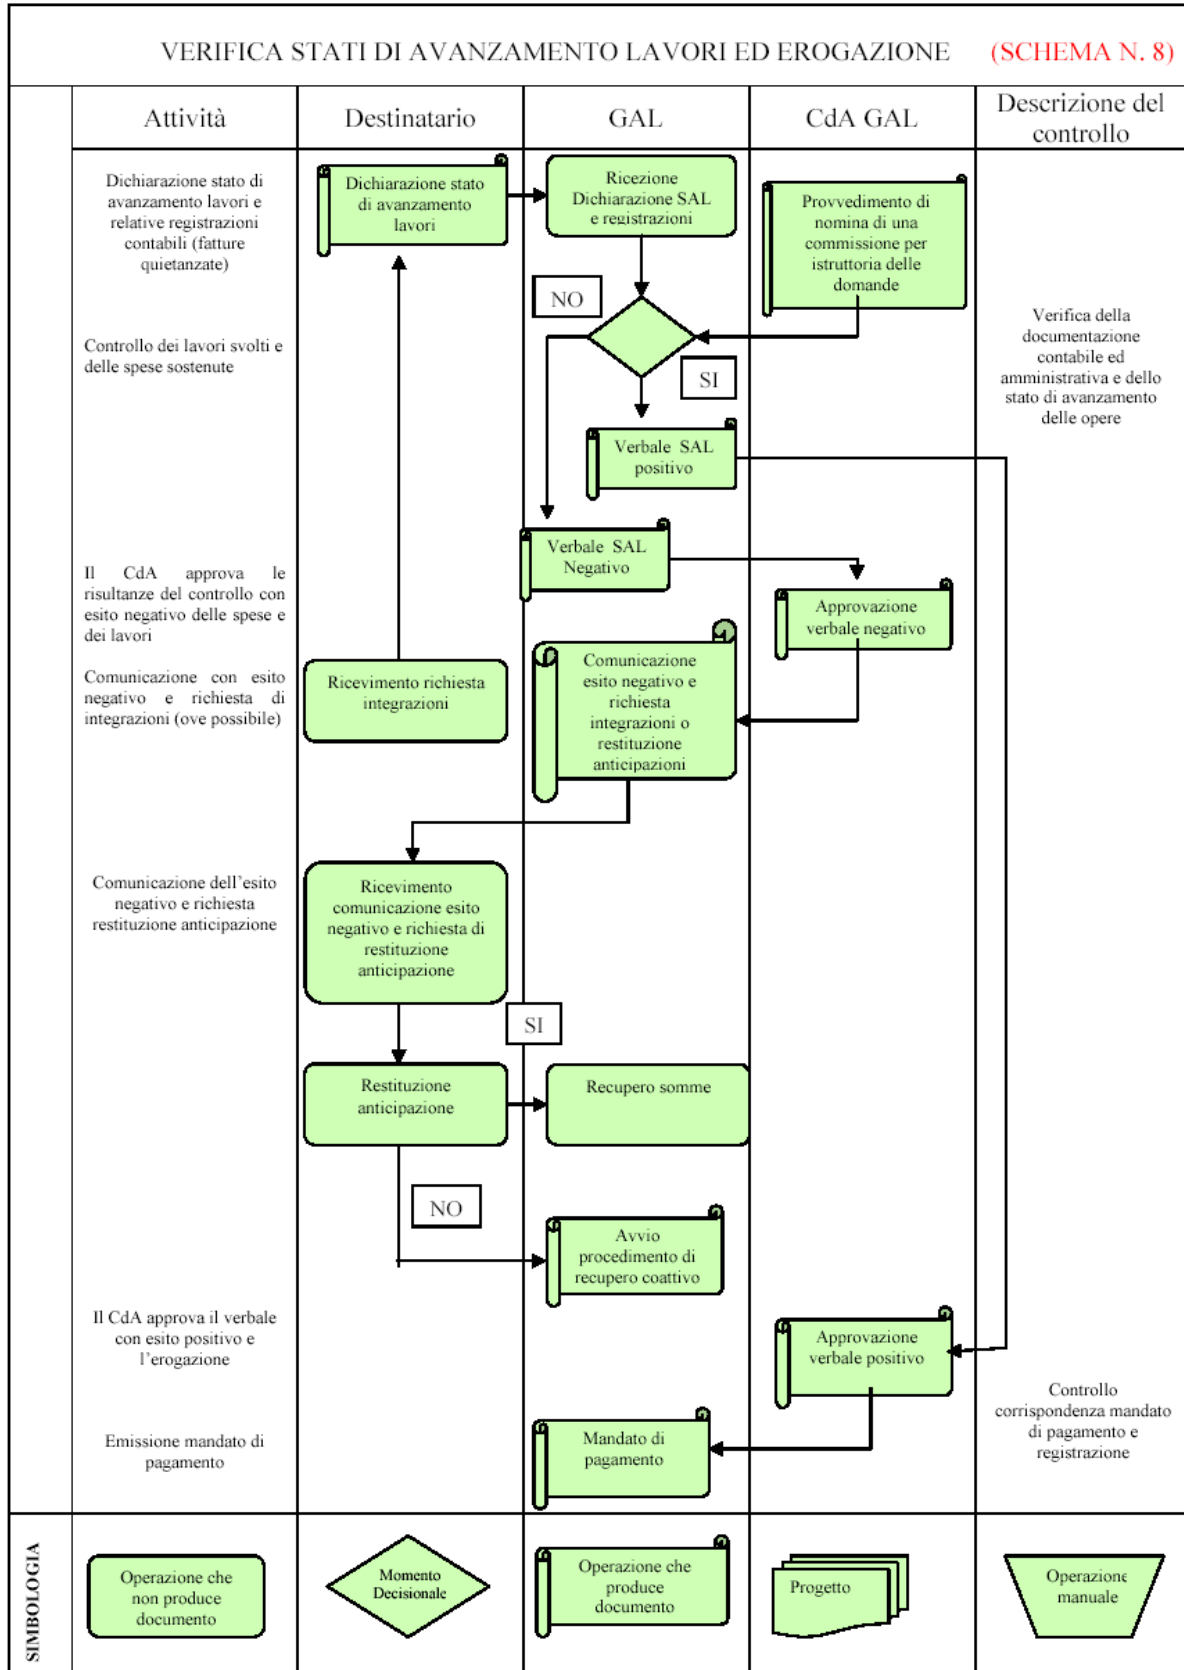 VERIFICA STATI DI AVANZAMENTO LAVORI ED EROGAZIONE (SCHEMA N. 8)
Attività
Destinatario
GAL
CdA GAL
Descrizione del
controllo
Dichiarazione stato di
avanzamento lavori e
relative registrazioni
contabili (fatture
quietanzate)
Dichiarazione stato
di avanzamento
lavori
Ricezione
Dichiarazione SAL
e registrazioni
Provvedimento di
nomina di una
commissione per
istruttoria delle
domande
NO
SI
Controllo dei lavori svolti e
delle spese sostenute
Verifica della
documentazione
contabile ed
amministrativa e dello
stato di avanzamento
delle opere
Verbale SAL
positivo
Verbale SAL
Negativo
Il CdA approva le
risultanze del controllo con
esito negativo delle spese e
dei lavori
Approvazione
verbale negativo
Comunicazione con esito
negativo e richiesta di
integrazioni (ove possibile)
Ricevimento richiesta
integrazioni
Comunicazione
esito negativo e
richiesta
integrazioni o
restituzione
anticipazioni
Comunicazione dell'esito
negativo e richiesta
restituzione anticipazione
Ricevimento
comunicazione esito
negativo e richiesta di
restituzione
anticipazione
SI
Restituzione
anticipazione
Recupero somme
NO
Avvio
procedimento di
recupero coattivo
Il CdA approva il verbale
con esito positivo e
l'erogazione
Approvazione
verbale positivo
Emissione mandato di
pagamento
Mandato di
pagamento
Controllo
corrispondenza mandato
di pagamento e
registrazione
SIMBOLOGIA
Operazione che
non produce
documento
Momento
Decisionale
Operazione che
produce
documento
Progetto
Operazione
manuale